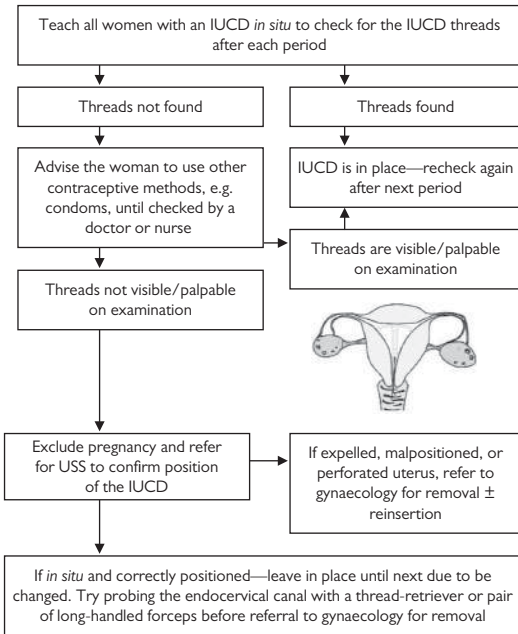 Teach all women with an IUCD in situ to check for the IUCD threads
after each period
Threads not found
Threads found
Advise the woman to use other
contraceptive methods, e.g.
condoms, until checked by a
doctor or nurse
IUCD is in place—recheck again
after next period
Threads are visible/palpable
on examination
Threads not visible/palpable
on examination
Exclude pregnancy and refer
for USS to confirm position
of the IUCD
If expelled, malpositioned, or
perforated uterus, refer to
gynaecology for removal ±
reinsertion
If in situ and correctly positioned—leave in place until next due to be
changed. Try probing the endocervical canal with a thread-retriever or pair
of long-handled forceps before referral to gynaecology for removal